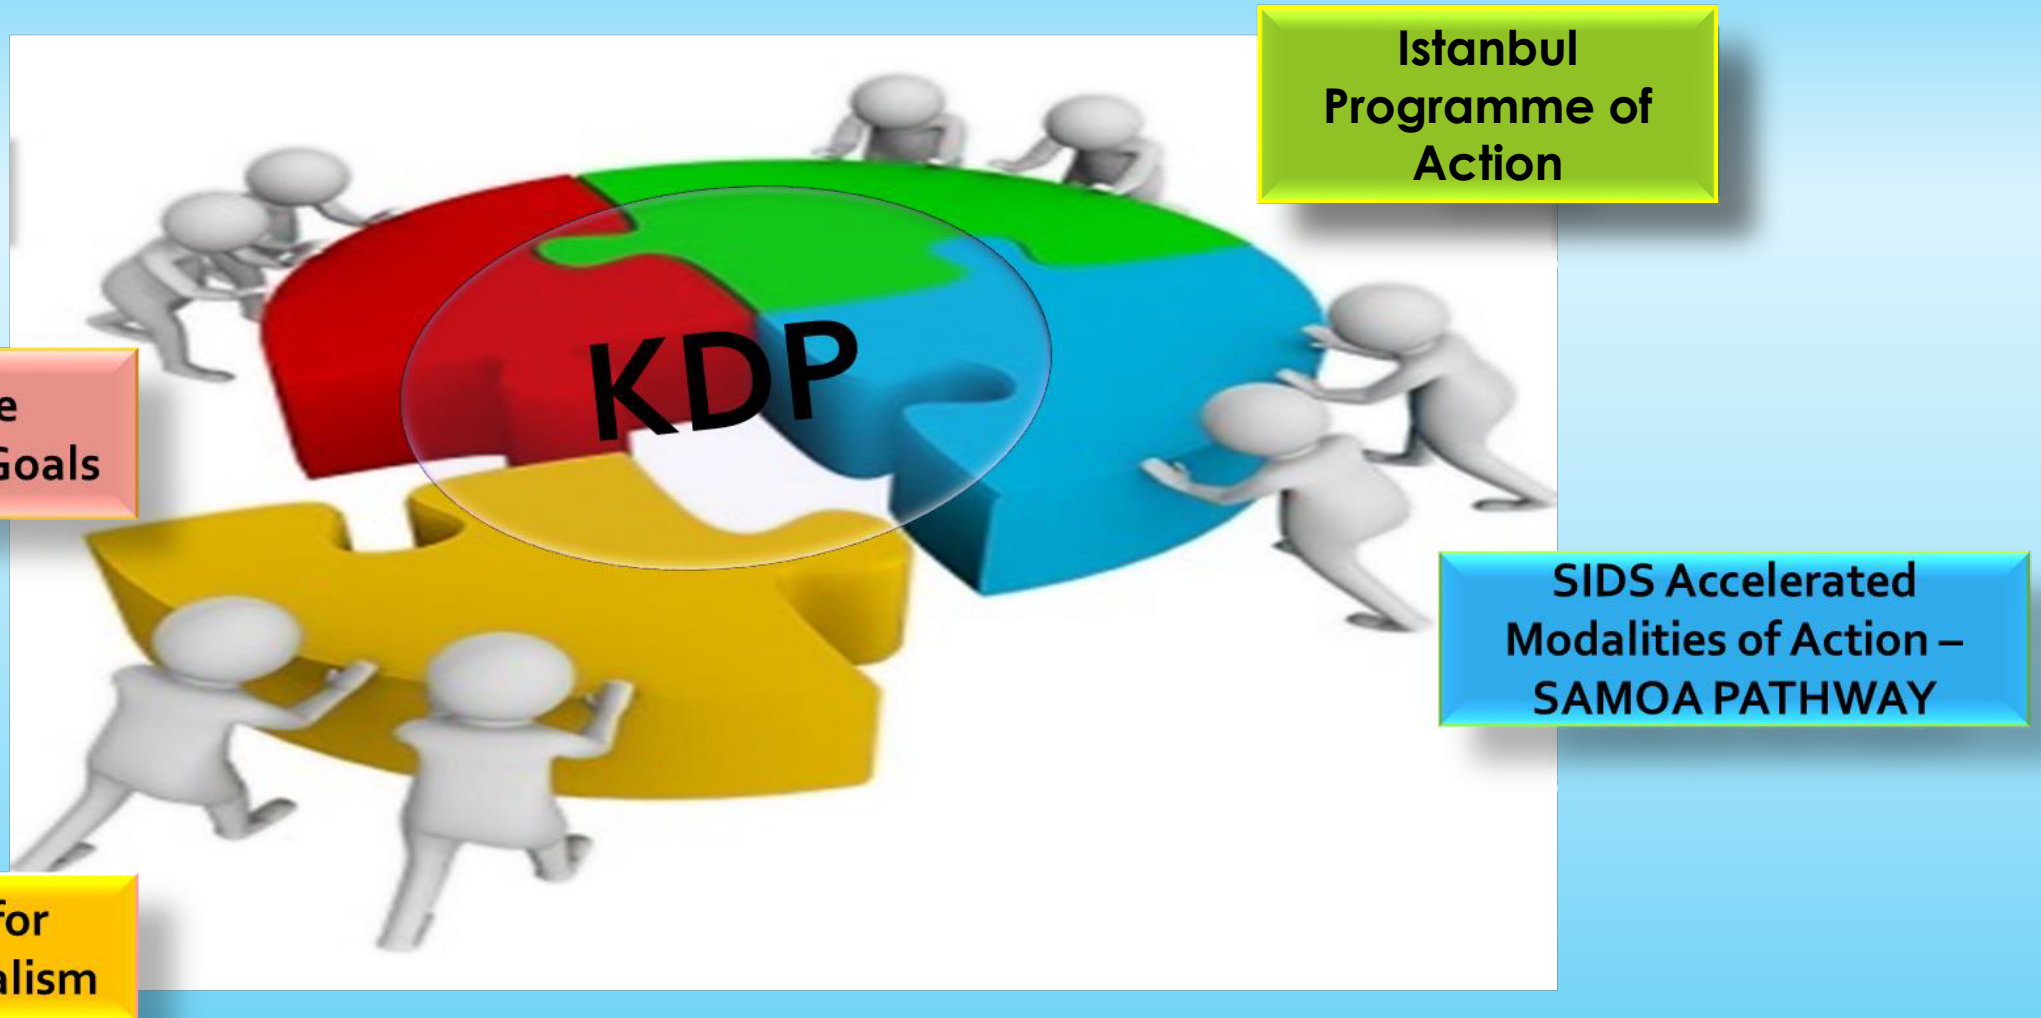 Istanbul
Programme of
Action
KDP
e
Goals
SIDS Accelerated
Modalities of Action –
SAMOA PATHWAY
for
alism